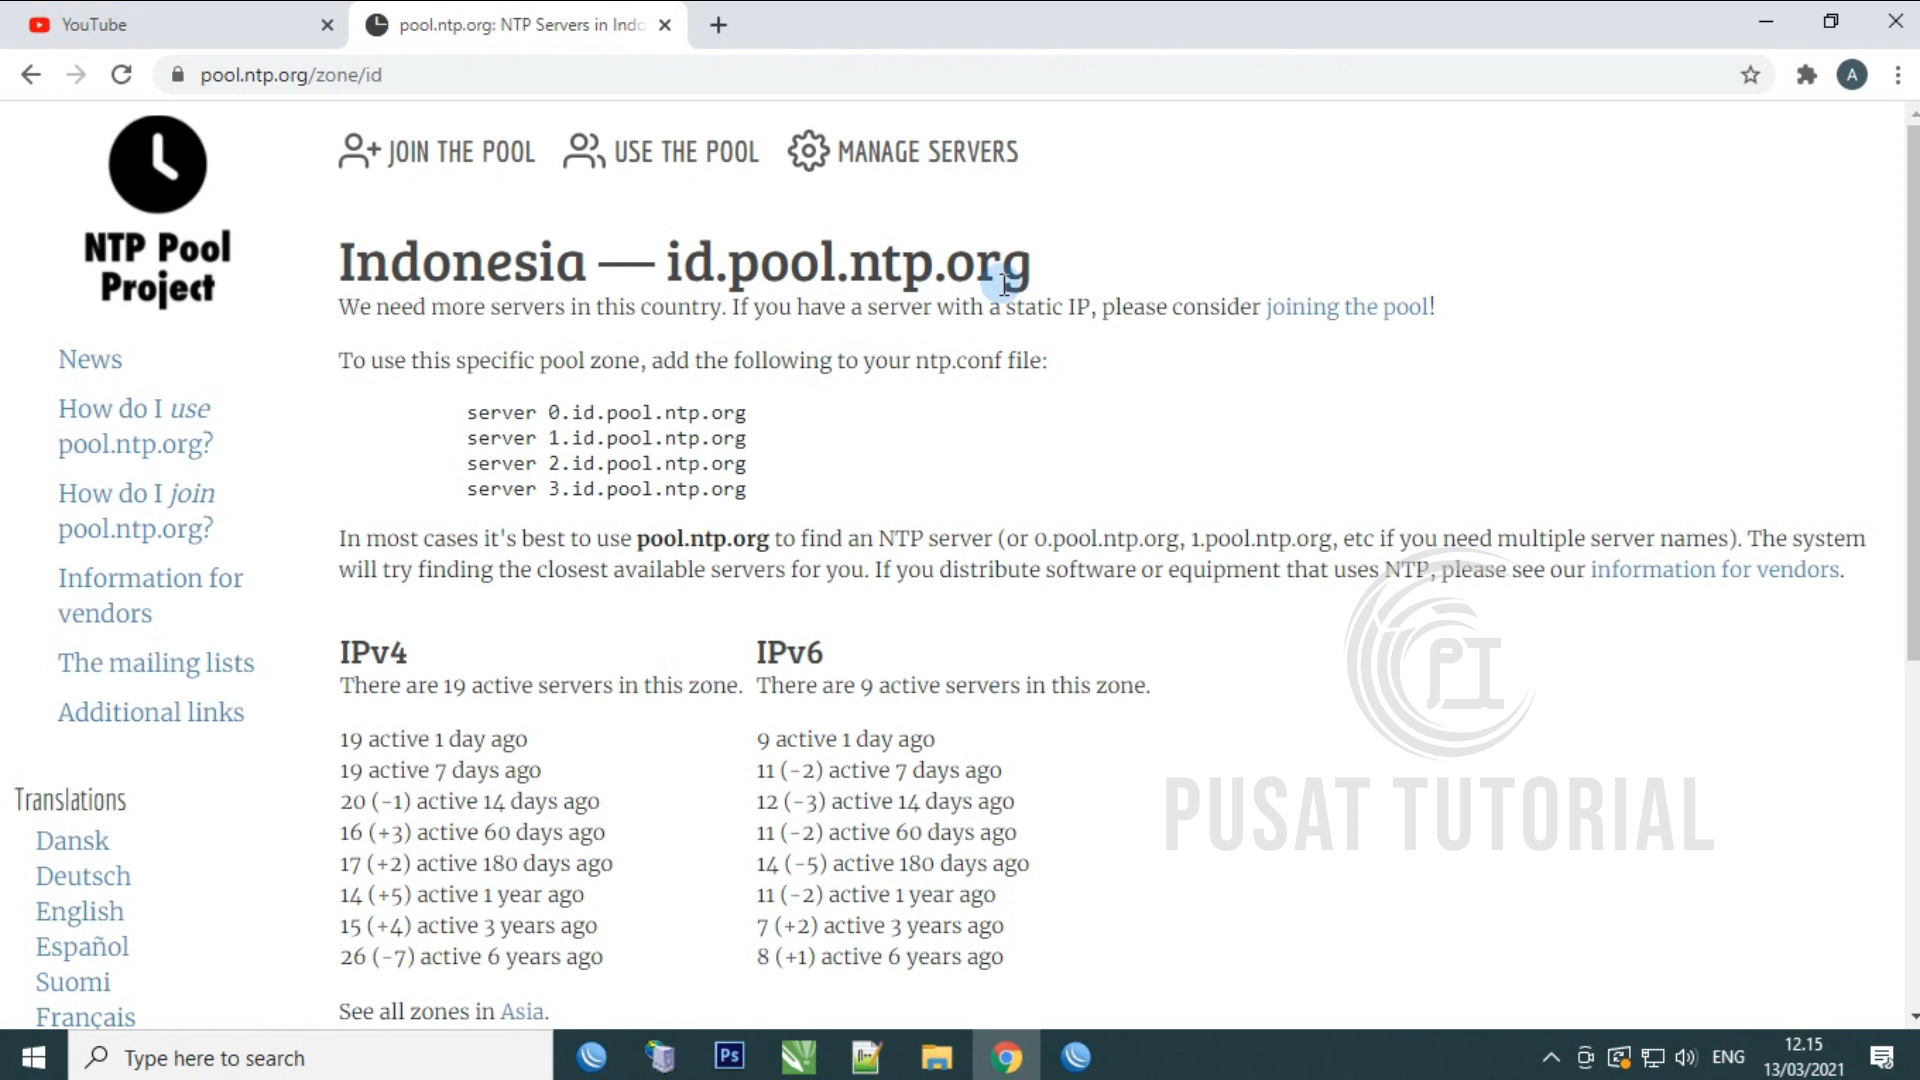 YouTube
pool.ntp.org: NTP Servers in Indo
pool.ntp.org/zone/id
A
NTP Pool
Project
JOIN THE POOL
USE THE POOL
MANAGE SERVERS
Indonesia — id.pool.ntp.org
We need more servers in this country. If you have a server with a static IP, please consider joining the pool!
To use this specific pool zone, add the following to your ntp.conf file:
server 0.id.pool.ntp.org
server 1.id.pool.ntp.org
server 2.id.pool.ntp.org
server 3.id.pool.ntp.org
In most cases it's best to use pool.ntp.org to find an NTP server (or 0.pool.ntp.org, 1.pool.ntp.org, etc if you need multiple server names). The system
will try finding the closest available servers for you. If you distribute software or equipment that uses NTP, please see our information for vendors.
IPv4
There are 19 active servers in this zone.
19 active 1 day ago
19 active 7 days ago
20 (-1) active 14 days ago
16 (+3) active 60 days ago
17 (+2) active 180 days ago
14 (+5) active 1 year ago
15 (+4) active 3 years ago
26 (-7) active 6 years ago
IPv6
There are 9 active servers in this zone.
9 active 1 day ago
11 (-2) active 7 days ago
12 (-3) active 14 days ago
11 (-2) active 60 days ago
14 (-5) active 180 days ago
11 (-2) active 1 year ago
7 (+2) active 3 years ago
8 (+1) active 6 years ago
See all zones in Asia.
News
How do I use
pool.ntp.org?
How do I join
pool.ntp.org?
Information for
vendors
The mailing lists
Additional links
Translations
Dansk
Deutsch
English
Español
Suomi
Français
PT
PUSAT TUTORIAL
Type here to search
Ps
ENG
12.15
13/03/2021